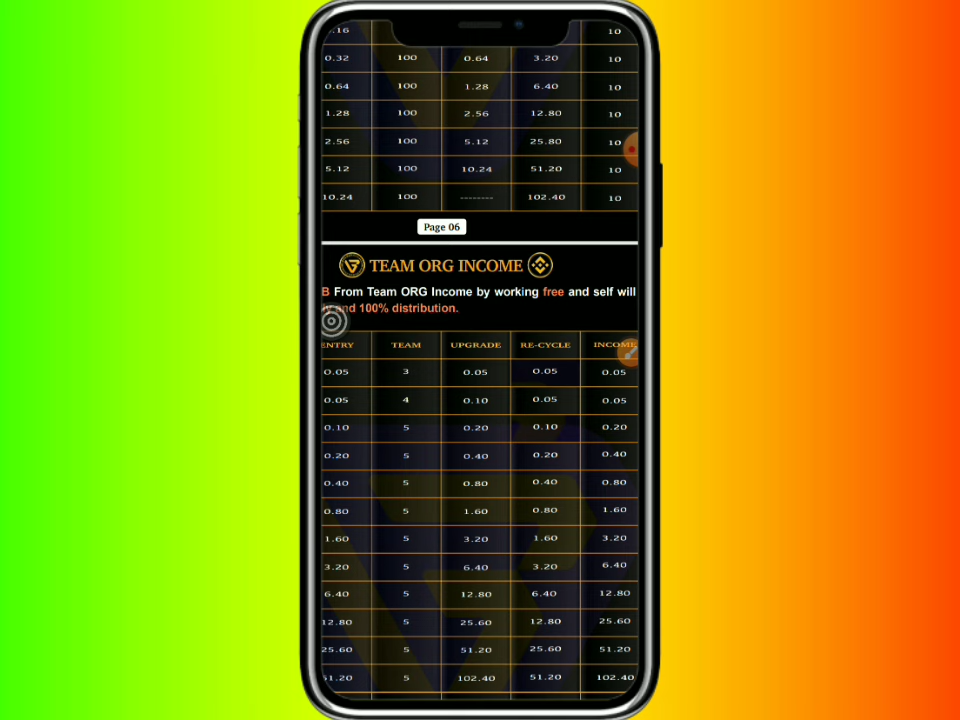 .16 10
0.32 100 0.64 3.20 10
0.64 100 1.28 6.40 10
1.28 100 2.56 12.80 10
2.56 100 5.12 25.80 10
5.12 100 10.24 51.20 10
10.24 100 -------- 102.40 10
Page 06
TEAM ORG INCOME
B From Team ORG Income by working free and self will
ly and 100% distribution.
ENTRY TEAM UPGRADE RE-CYCLE INCOME
0.05 3 0.05 0.05 0.05
0.05 4 0.10 0.05 0.05
0.10 5 0.20 0.10 0.20
0.20 5 0.40 0.20 0.40
0.40 5 0.80 0.40 0.80
0.80 5 1.60 0.80 1.60
1.60 5 3.20 1.60 3.20
3.20 5 6.40 3.20 6.40
6.40 5 12.80 6.40 12.80
12.80 5 25.60 12.80 25.60
25.60 5 51.20 25.60 51.20
51.20 5 102.40 51.20 102.40